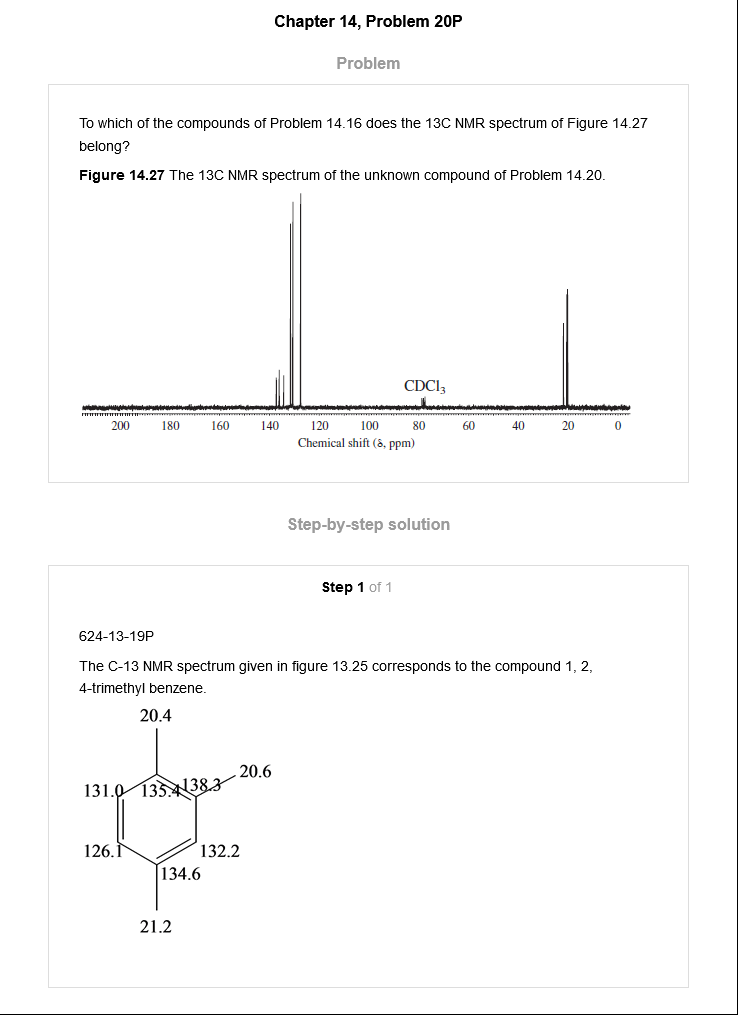 Chapter 14, Problem 20P
Problem
To which of the compounds of Problem 14.16 does the 13C NMR spectrum of Figure 14.27
belong?
Figure 14.27 The 13C NMR spectrum of the unknown compound of Problem 14.20.
CDCl3
200 180 160 140 120 100 80 60 40 20 0
Chemical shift (δ, ppm)
Step-by-step solution
Step 1 of 1
624-13-19P
The C-13 NMR spectrum given in figure 13.25 corresponds to the compound 1, 2,
4-trimethyl benzene.
20.4
20.6
131.0 135.4 138.3
126.1 132.2
134.6
21.2